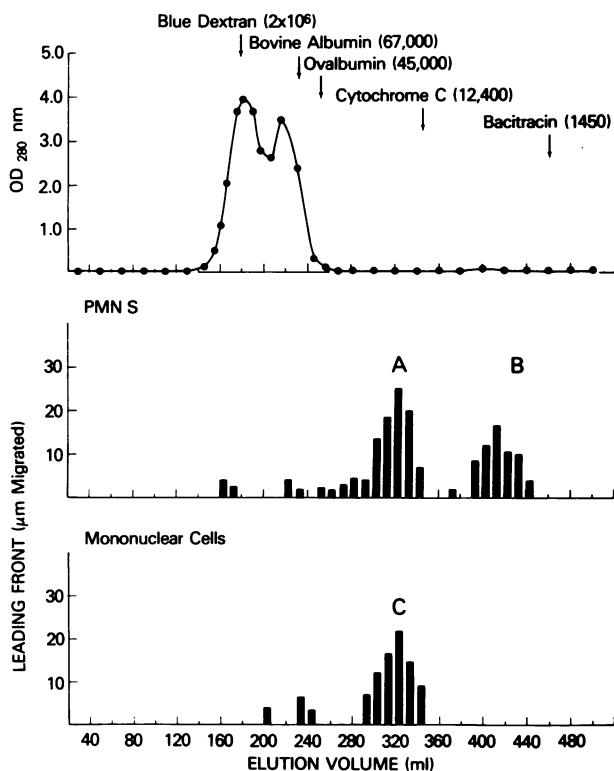 Blue Dextran (2x10⁶)
Bovine Albumin (67,000)
Ovalbumin (45,000)
Cytochrome C (12,400)
Bacitracin (1450)
OD 280 nm
5.0
4.0
3.0
2.0
1.0
PMN S
A
B
30
20
10
LEADING FRONT (μm Migrated)
Mononuclear Cells
C
30
20
10
40 80 120 160 200 240 280 320 360 400 440 480
ELUTION VOLUME (ml)